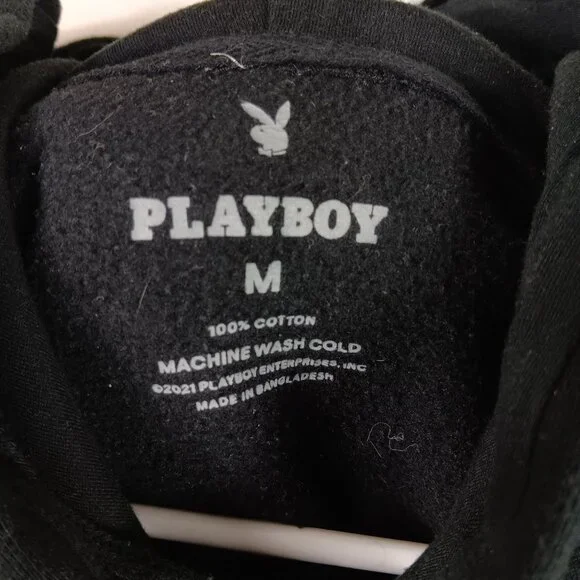 PLAYBOY
M
100% COTTON
MACHINE WASH COLD
©2021 PLAYBOY ENTERPRISES, INC
MADE IN BANGLADESH